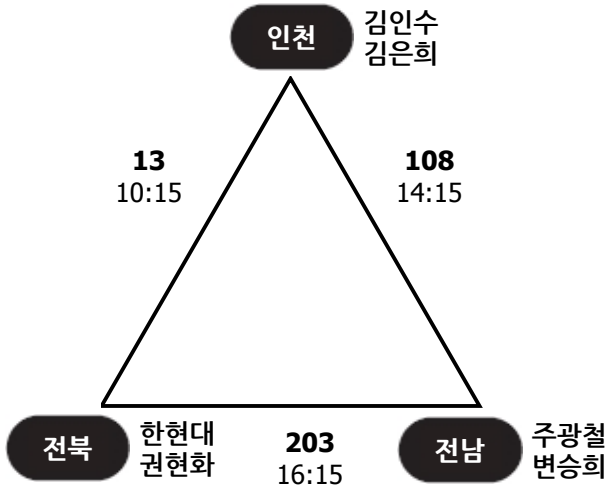 인천
김인수
김은희
13
10:15
108
14:15
전북
한현대
권현화
203
16:15
전남
주광철
변승희